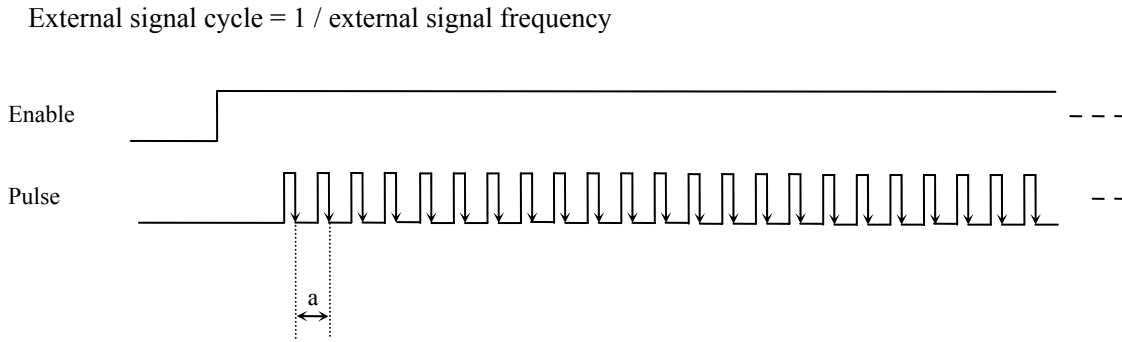 External signal cycle = 1 / external signal frequency
Enable
Pulse
a